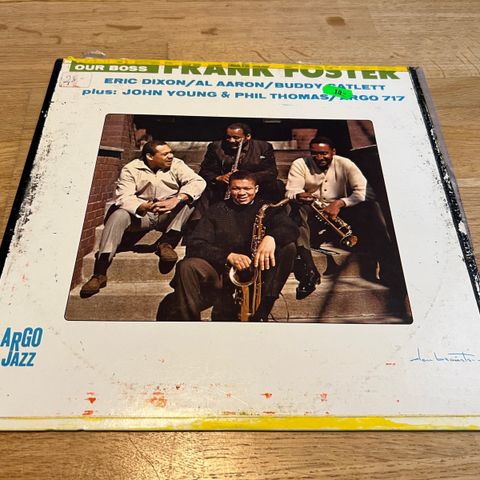 OUR BOSS FRANK FOSTER
ERIC DIXON/AL AARON/BUDDY CATLETT
plus: JOHN YOUNG & PHIL THOMAS/ARGO 717
ARGO
JAZZ